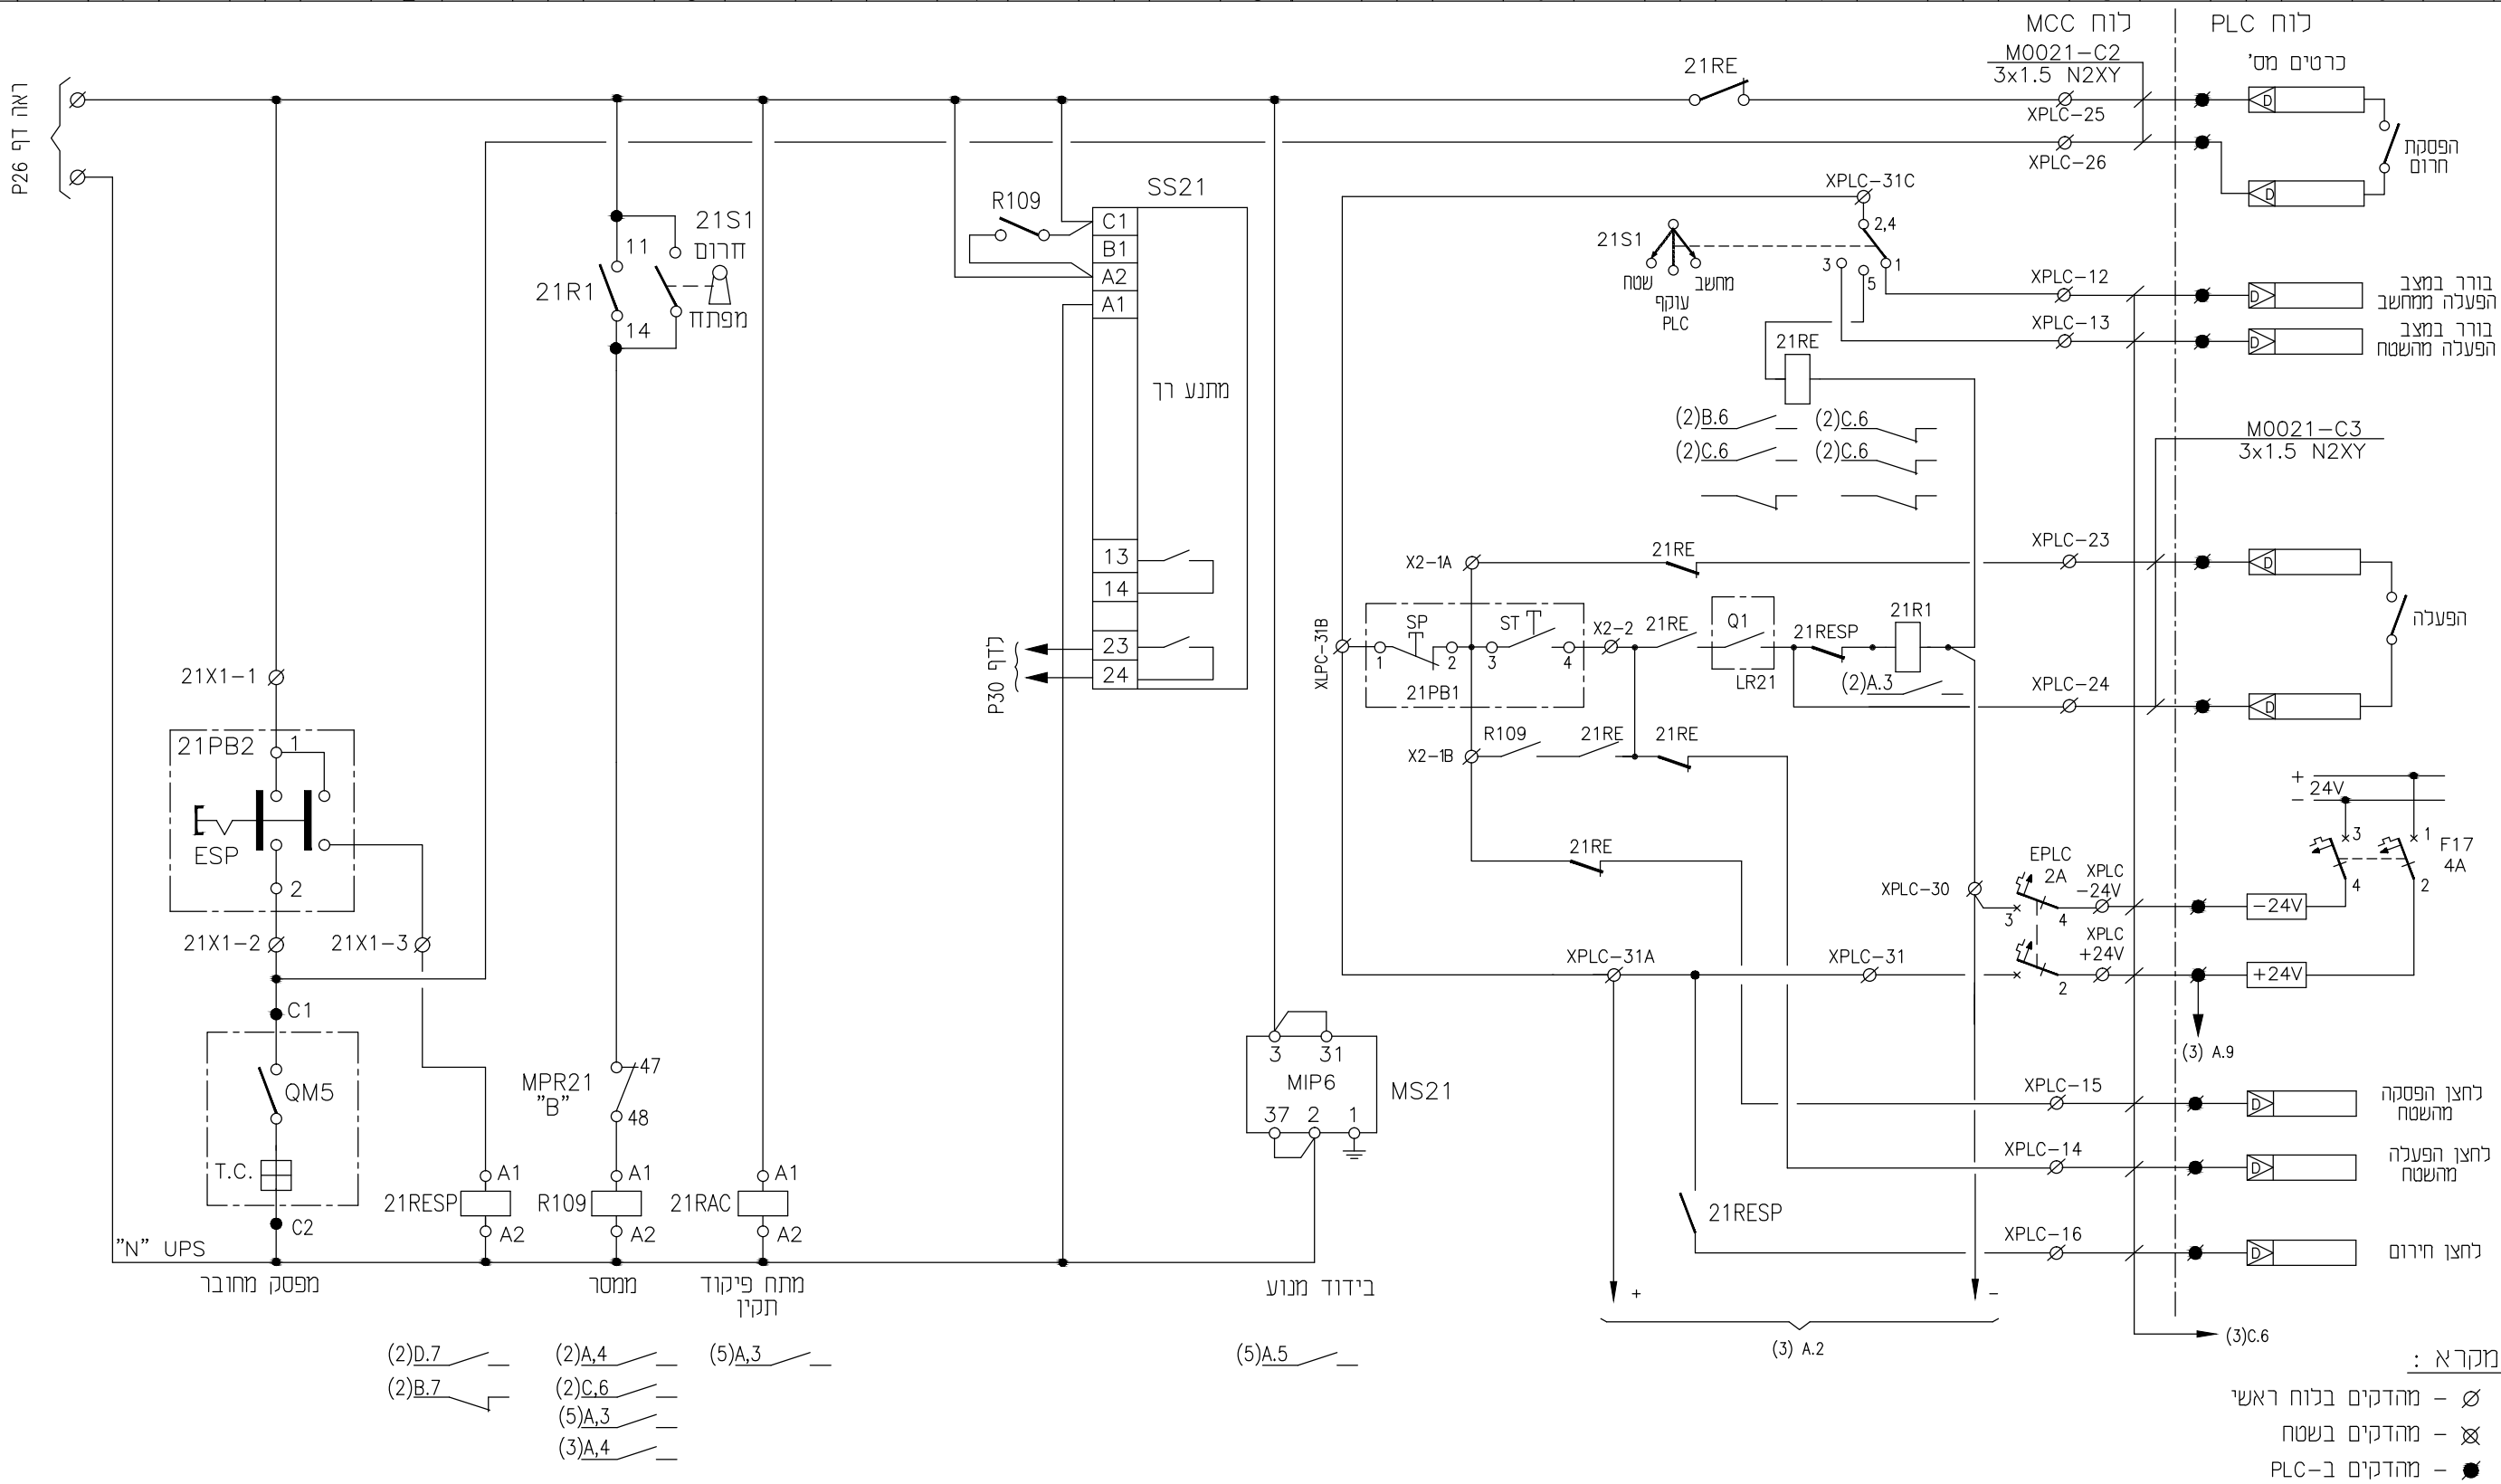 לוח MCC
לוח PLC
M0021-C2
3x1.5 N2XY
כרטים מס'
21RE
XPLC-25
XPLC-26
הפסקת
חרום
ראה דף P26
SS21
R109
C1
B1
A2
A1
מתנע רך
13
14
23
24
לדף P30
21S1
חרום
11
21R1
14
מפתח
XPLC-31C
2,4
21S1
3
5
1
שטח
עוקף
PLC
מחשב
XPLC-12
בורר במצב
הפעלה ממחשב
XPLC-13
בורר במצב
הפעלה מהשטח
21RE
(2)B.6
(2)C.6
(2)C.6
(2)C.6
M0021-C3
3x1.5 N2XY
X2-1A
21RE
XPLC-23
XLPC-31B
SP
ST
1
2
3
4
21PB1
X2-2
21RE
Q1
LR21
21RESP
21R1
(2)A.3
XPLC-24
הפעלה
X2-1B
R109
21RE
21RE
21RE
21X1-1
21PB2
1
ESP
2
21X1-2
21X1-3
C1
QM5
T.C.
C2
"N" UPS
MPR21
"B"
47
48
A1
21RESP
A2
A1
R109
A2
A1
21RAC
A2
3
31
MIP6
MS21
37
2
1
+
24V
-
3
1
F17
4A
4
2
XPLC-30
EPLC
2A
XPLC
-24V
3
4
-24V
XPLC-31A
XPLC-31
XPLC
+24V
2
+24V
(3) A.9
XPLC-15
לחצן הפסקה
מהשטח
XPLC-14
לחצן הפעלה
מהשטח
21RESP
XPLC-16
לחצן חירום
+
-
(3) A.2
(3)C.6
מפסק מחובר
ממסר
מתח פיקוד
תקין
בידוד מנוע
(2)D.7
(2)B.7
(2)A,4
(2)C,6
(5)A,3
(3)A,4
(5)A,3
(5)A.5
מקרא :
Ø - מהדקים בלוח ראשי
- מהדקים בשטח
- מהדקים ב-PLC
D
D
D
D
D
D
D
D
D